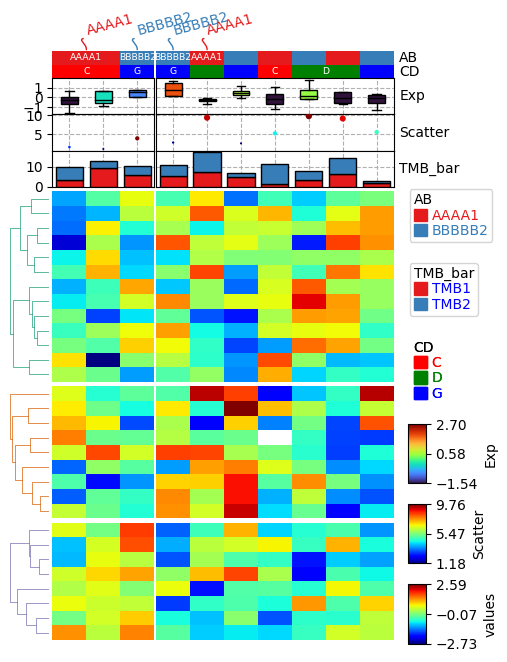 AAAA1 BBBBB2 BBBBB2 AAAA1
AAAA1 BBBBB2 BBBBB2 AAAA1 AB
C G G C D CD
1 0 −1 Exp
10 5 Scatter
10 0 TMB_bar
AB
AAAA1
BBBBB2
TMB_bar
TMB1
TMB2
CD
C
D
G
2.70
0.58
−1.54
Exp
9.76
5.47
1.18
Scatter
2.59
−0.07
−2.73
values